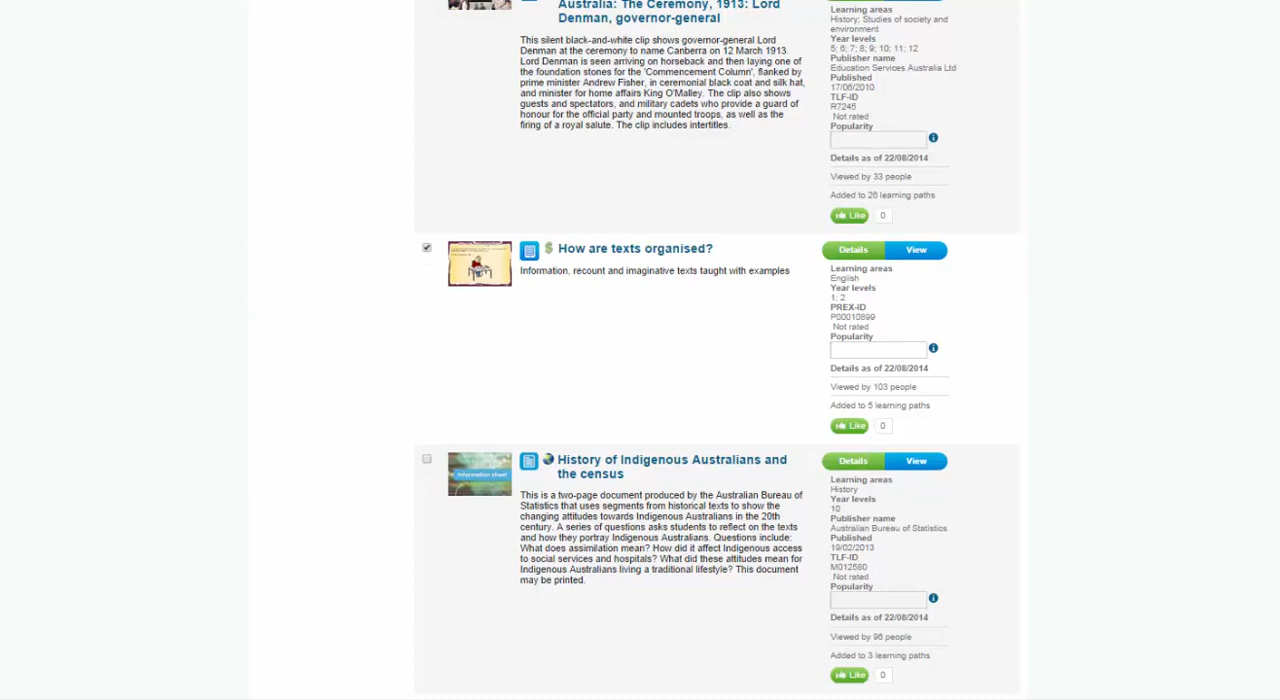 Australia: The Ceremony, 1913: Lord
Denman, governor-general
This silent black-and-white clip shows governor-general Lord
Denman at the ceremony to name Canberra on 12 March 1913.
Lord Denman is seen arriving on horseback and then laying one of
the foundation stones for the 'Commencement Column', flanked by
prime minister Andrew Fisher, in ceremonial black coat and silk hat,
and minister for home affairs King O'Malley. The clip also shows
guests and spectators, and military cadets who provide a guard of
honour for the official party and mounted troops, as well as the
firing of a royal salute. The clip includes intertitles.
Learning areas
History; Studies of society and
environment
Year levels
5; 6; 7; 8; 9; 10; 11; 12
Publisher name
Education Services Australia Ltd
Published
17/06/2010
TLF-ID
R7245
Not rated
Popularity
Details as of 22/08/2014
Viewed by 33 people
Added to 26 learning paths
Like 0
$ How are texts organised?
Information, recount and imaginative texts taught with examples
Details View
Learning areas
English
Year levels
1; 2
PREX-ID
P00010899
Not rated
Popularity
Details as of 22/08/2014
Viewed by 103 people
Added to 5 learning paths
Like 0
Information sheet
History of Indigenous Australians and
the census
This is a two-page document produced by the Australian Bureau of
Statistics that uses segments from historical texts to show the
changing attitudes towards Indigenous Australians in the 20th
century. A series of questions asks students to reflect on the texts
and how they portray Indigenous Australians. Questions include:
What does assimilation mean? How did it affect Indigenous access
to social services and hospitals? What did these attitudes mean for
Indigenous Australians living a traditional lifestyle? This document
may be printed.
Details View
Learning areas
History
Year levels
10
Publisher name
Australian Bureau of Statistics
Published
19/02/2013
TLF-ID
M012580
Not rated
Popularity
Details as of 22/08/2014
Viewed by 96 people
Added to 3 learning paths
Like 0